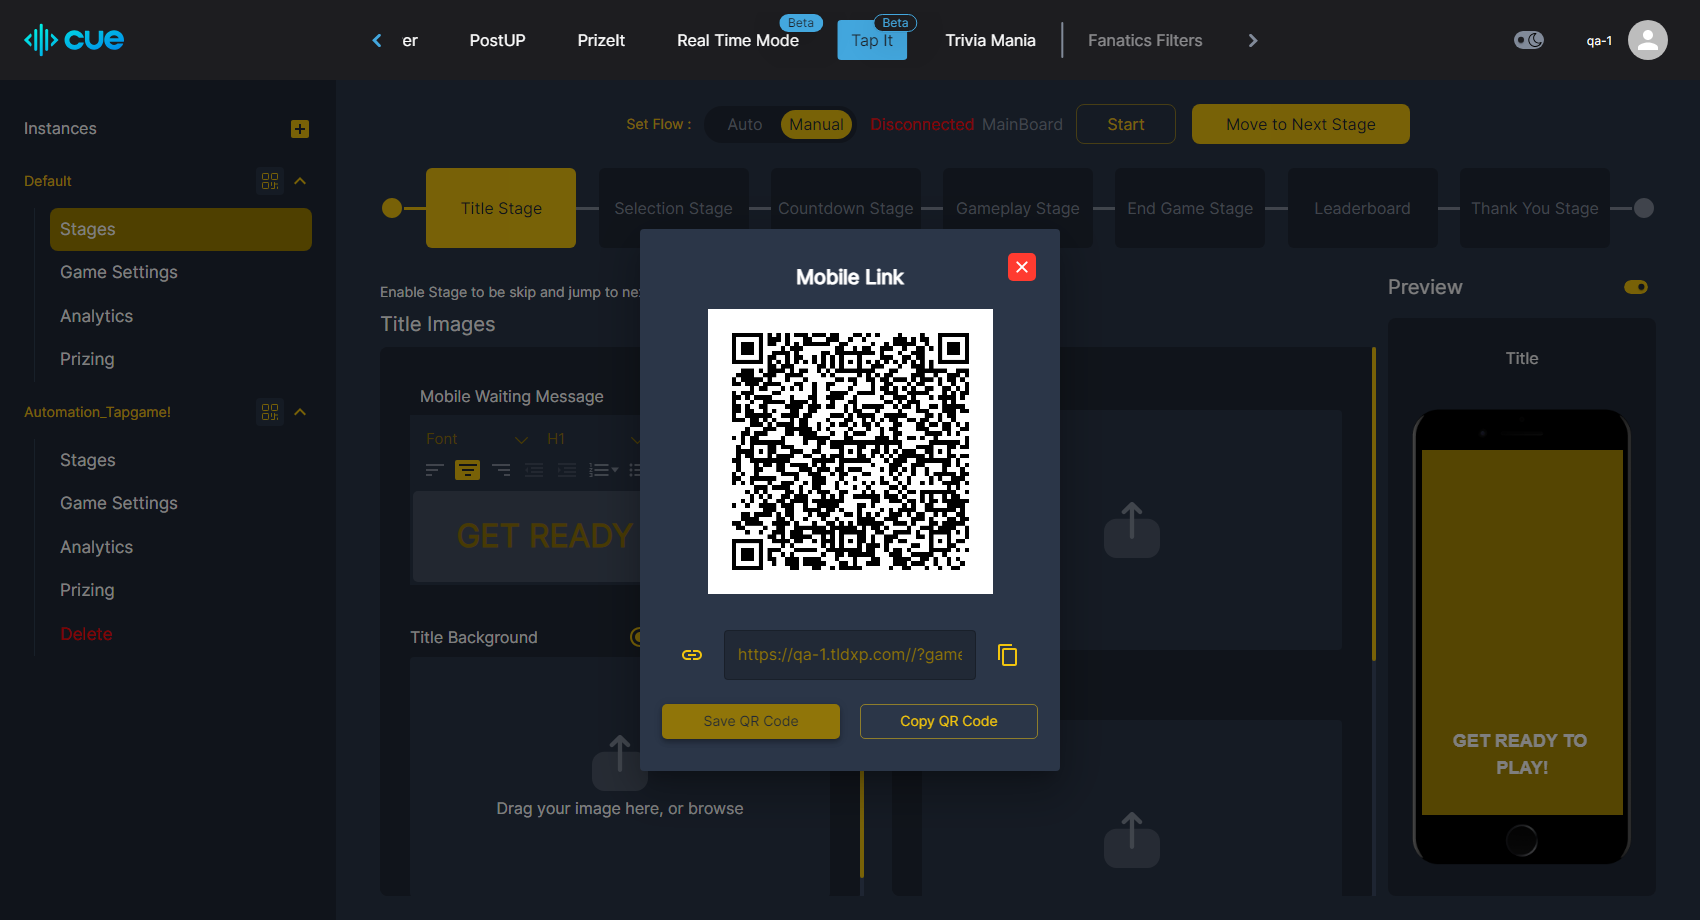 cue
er
PostUP
PrizeIt
Real Time Mode
Beta
Tap It
Beta
Trivia Mania
Fanatics Filters
qa-1
Instances
Default
Stages
Game Settings
Analytics
Prizing
Automation_Tapgame!
Stages
Game Settings
Analytics
Prizing
Delete
Set Flow :
Auto
Manual
Disconnected MainBoard
Start
Move to Next Stage
Title Stage
Selection Stage
Countdown Stage
Gameplay Stage
End Game Stage
Leaderboard
Thank You Stage
Enable Stage to be skip and jump to ne
Title Images
Mobile Waiting Message
Font
H1
GET READY
Title Background
Drag your image here, or browse
Mobile Link
https://qa-1.tldxp.com//?game
Save QR Code
Copy QR Code
Preview
Title
GET READY TO
PLAY!